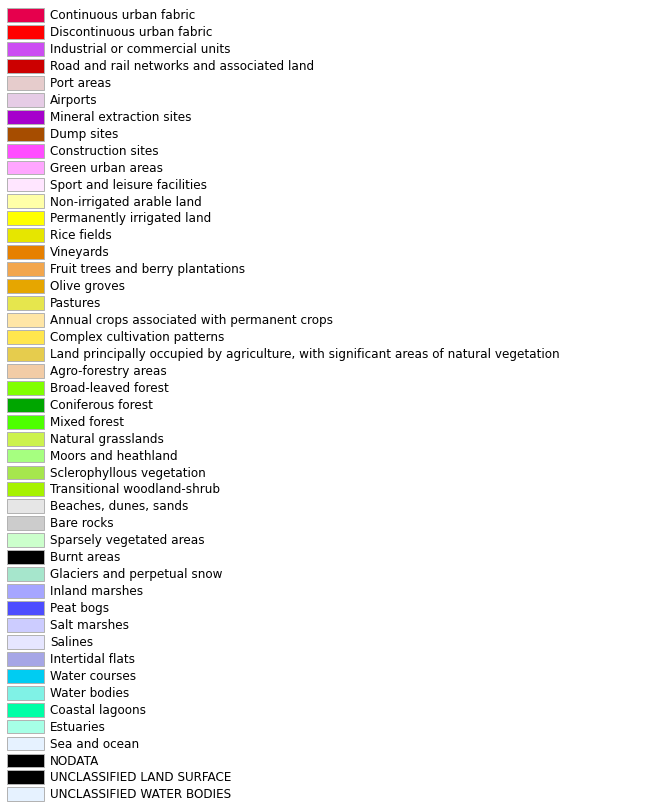 Continuous urban fabric
Discontinuous urban fabric
Industrial or commercial units
Road and rail networks and associated land
Port areas
Airports
Mineral extraction sites
Dump sites
Construction sites
Green urban areas
Sport and leisure facilities
Non-irrigated arable land
Permanently irrigated land
Rice fields
Vineyards
Fruit trees and berry plantations
Olive groves
Pastures
Annual crops associated with permanent crops
Complex cultivation patterns
Land principally occupied by agriculture, with significant areas of natural vegetation
Agro-forestry areas
Broad-leaved forest
Coniferous forest
Mixed forest
Natural grasslands
Moors and heathland
Sclerophyllous vegetation
Transitional woodland-shrub
Beaches, dunes, sands
Bare rocks
Sparsely vegetated areas
Burnt areas
Glaciers and perpetual snow
Inland marshes
Peat bogs
Salt marshes
Salines
Intertidal flats
Water courses
Water bodies
Coastal lagoons
Estuaries
Sea and ocean
NODATA
UNCLASSIFIED LAND SURFACE
UNCLASSIFIED WATER BODIES